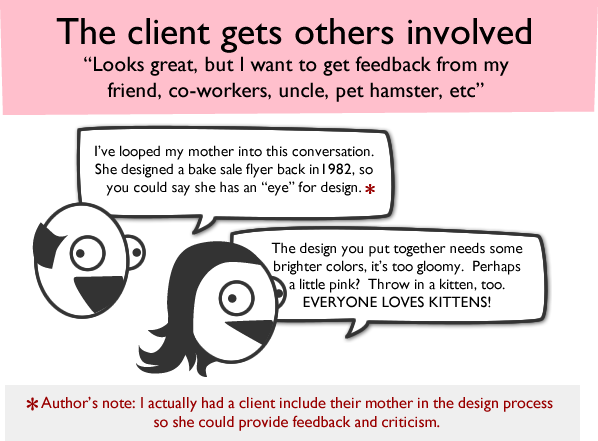 The client gets others involved
“Looks great, but I want to get feedback from my
friend, co-workers, uncle, pet hamster, etc”
I’ve looped my mother into this conversation.
She designed a bake sale flyer back in1982, so
you could say she has an “eye” for design. *
The design you put together needs some
brighter colors, it’s too gloomy. Perhaps
a little pink? Throw in a kitten, too.
EVERYONE LOVES KITTENS!
* Author’s note: I actually had a client include their mother in the design process
so she could provide feedback and criticism.